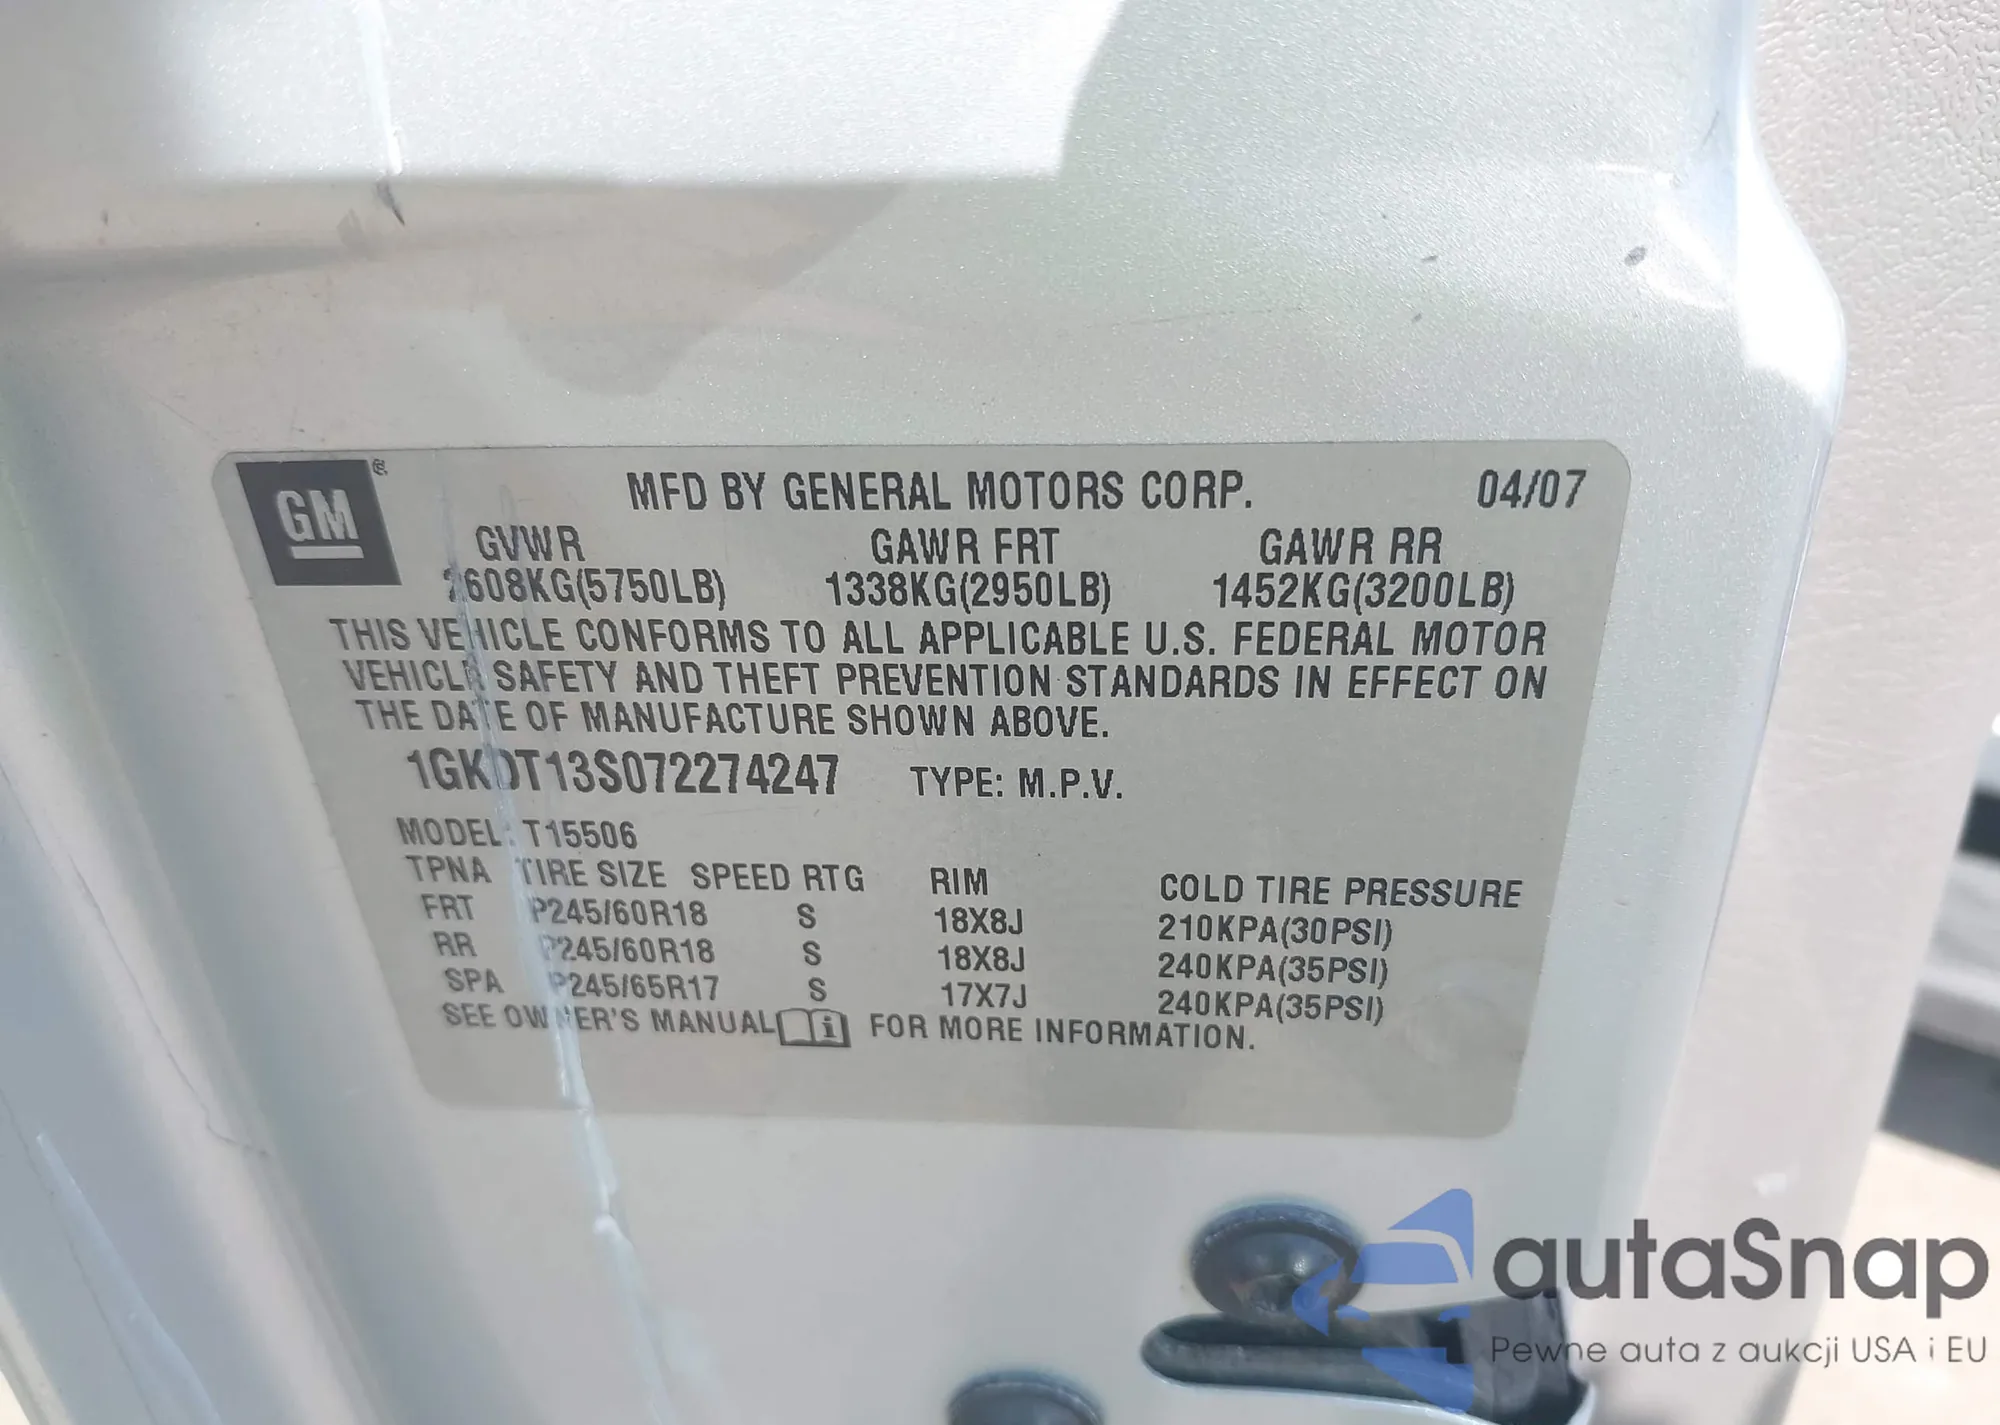 GM ®
MFD BY GENERAL MOTORS CORP. 04/07
GVWR GAWR FRT GAWR RR
2608KG(5750LB) 1338KG(2950LB) 1452KG(3200LB)
THIS VEHICLE CONFORMS TO ALL APPLICABLE U.S. FEDERAL MOTOR
VEHICLE SAFETY AND THEFT PREVENTION STANDARDS IN EFFECT ON
THE DATE OF MANUFACTURE SHOWN ABOVE.
1GKDT13S072274247 TYPE: M.P.V.
MODEL: T15506
TPNA TIRE SIZE SPEED RTG RIM COLD TIRE PRESSURE
FRT P245/60R18 S 18X8J 210KPA(30PSI)
RR P245/60R18 S 18X8J 240KPA(35PSI)
SPA P245/65R17 S 17X7J 240KPA(35PSI)
SEE OWNER'S MANUAL i FOR MORE INFORMATION.
autaSnap
Pewne auta z aukcji USA i EU